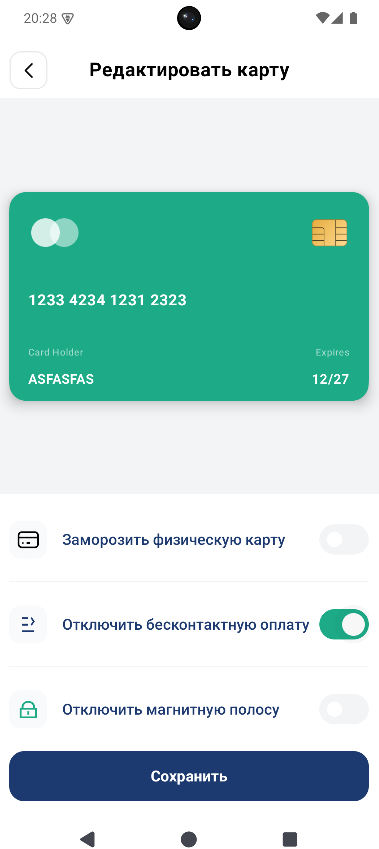 20:28
Редактировать карту
1233 4234 1231 2323
Card Holder Expires
ASFASFAS 12/27
Заморозить физическую карту
Отключить бесконтактную оплату
Отключить магнитную полосу
Сохранить